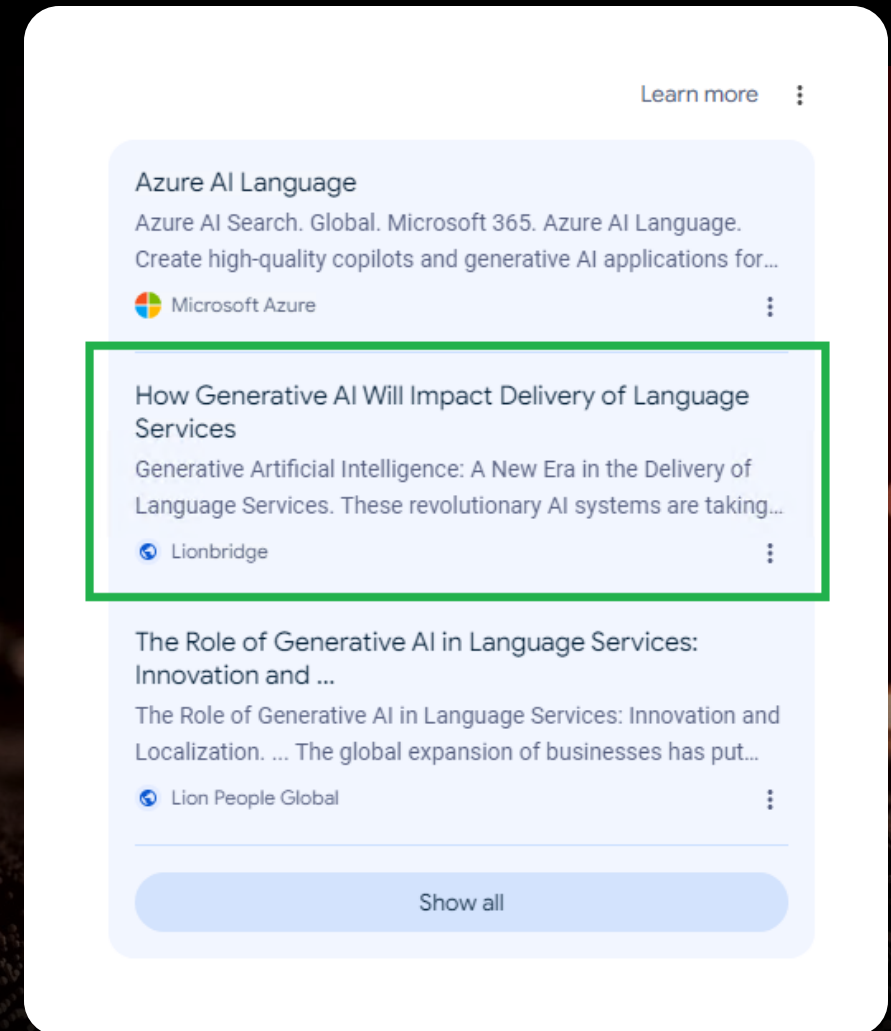 Learn more
Azure AI Language
Azure AI Search. Global. Microsoft 365. Azure AI Language.
Create high-quality copilots and generative AI applications for...
Microsoft Azure
How Generative AI Will Impact Delivery of Language
Services
Generative Artificial Intelligence: A New Era in the Delivery of
Language Services. These revolutionary AI systems are taking...
Lionbridge
The Role of Generative AI in Language Services:
Innovation and ...
The Role of Generative AI in Language Services: Innovation and
Localization. ... The global expansion of businesses has put...
Lion People Global
Show all